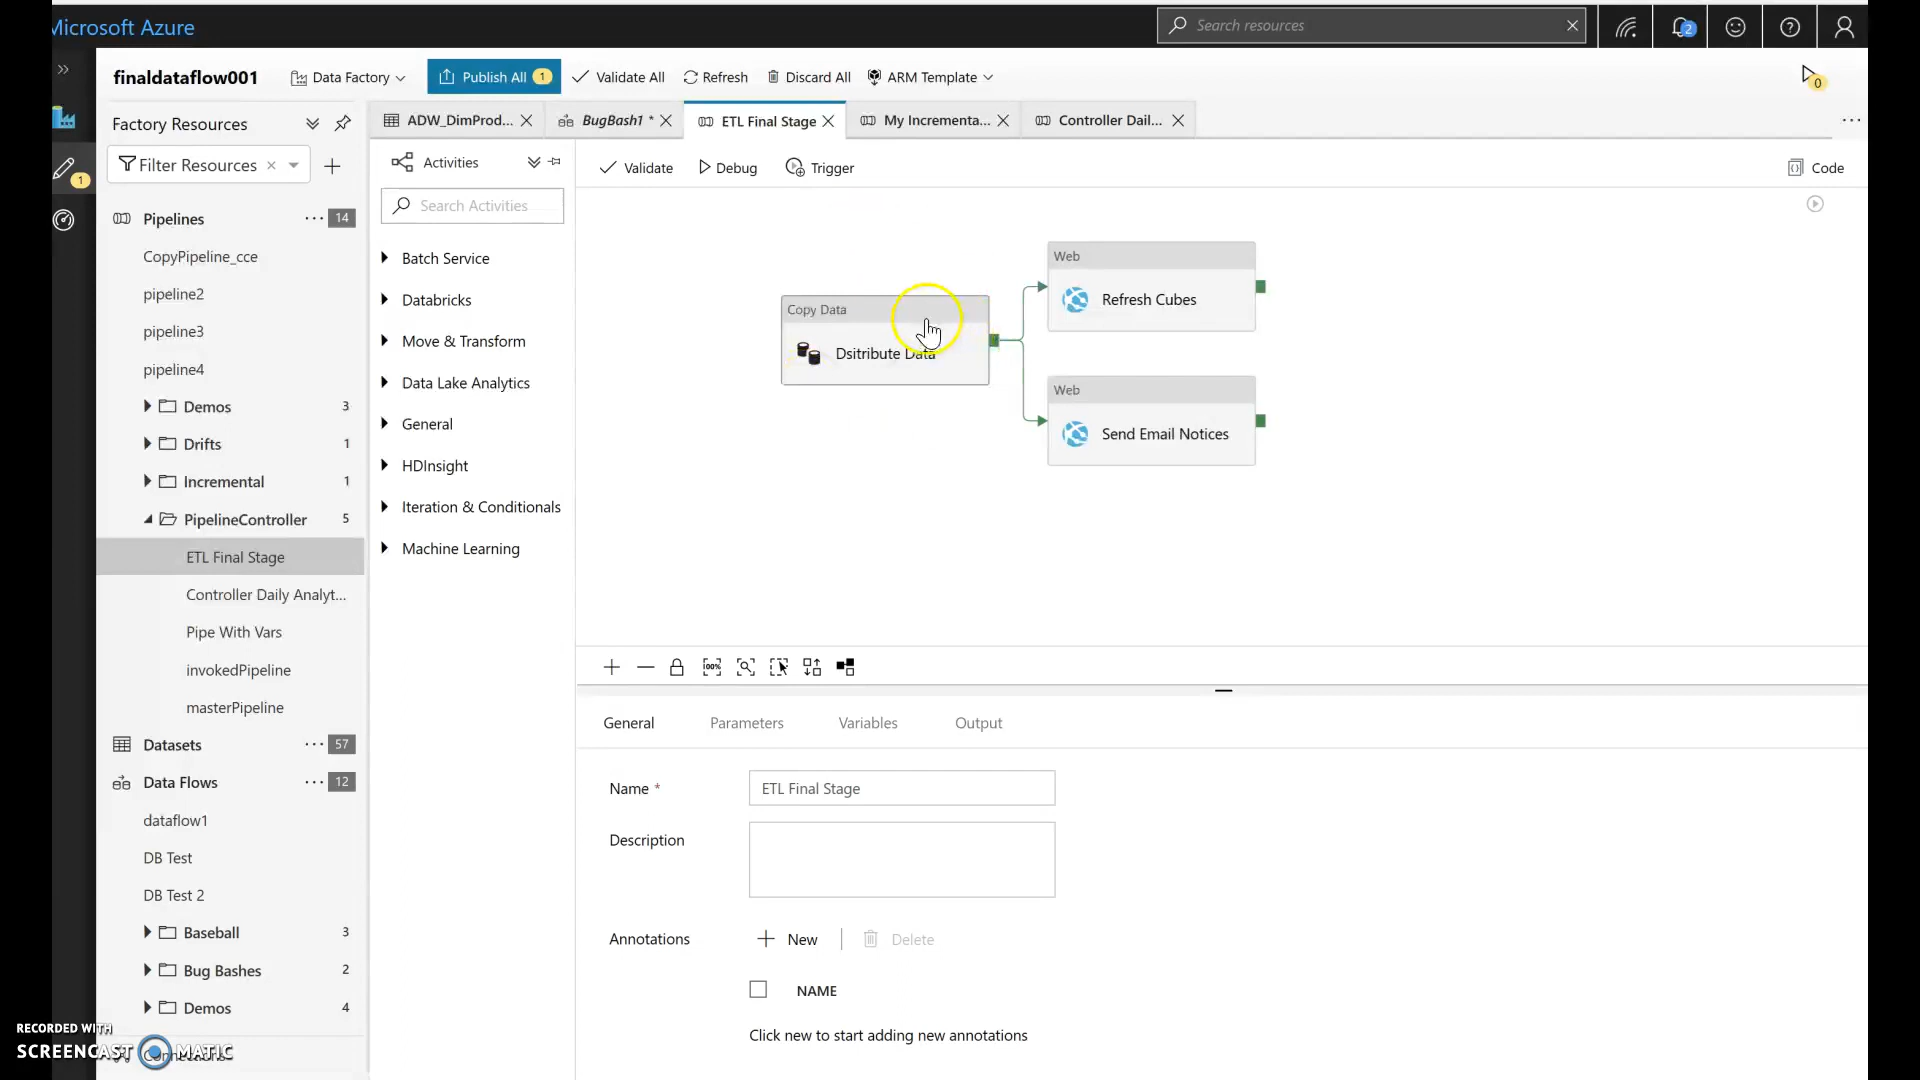 Microsoft Azure
Search resources
2
finaldataflow001
Data Factory
Publish All 1
Validate All
Refresh
Discard All
ARM Template
0
Factory Resources
ADW_DimProd...
BugBash1 *
ETL Final Stage
My Incrementa...
Controller Dail...
Filter Resources
Activities
Validate
Debug
Trigger
Code
1
Search Activities
Pipelines
14
CopyPipeline_cce
pipeline2
pipeline3
pipeline4
Demos 3
Drifts 1
Incremental 1
PipelineController 5
ETL Final Stage
Controller Daily Analyt...
Pipe With Vars
invokedPipeline
masterPipeline
Datasets
57
Data Flows
12
dataflow1
DB Test
DB Test 2
Baseball 3
Bug Bashes 2
Demos 4
Batch Service
Databricks
Move & Transform
Data Lake Analytics
General
HDInsight
Iteration & Conditionals
Machine Learning
Copy Data
Dsitribute Data
Web
Refresh Cubes
Web
Send Email Notices
100%
General
Parameters
Variables
Output
Name *
ETL Final Stage
Description
Annotations
New
Delete
NAME
Click new to start adding new annotations
RECORDED WITH
SCREENCAST MATIC